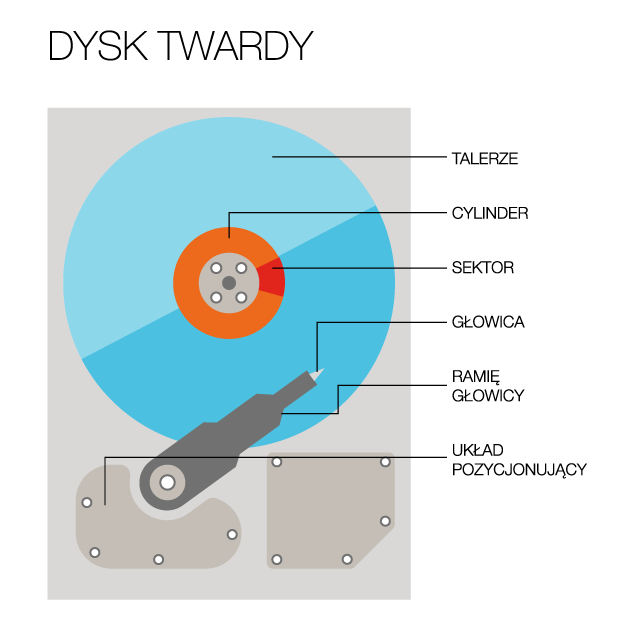 DYSK TWARDY
TALERZE
CYLINDER
SEKTOR
GŁOWICA
RAMIĘ
GŁOWICY
UKŁAD
POZYCJONUJĄCY